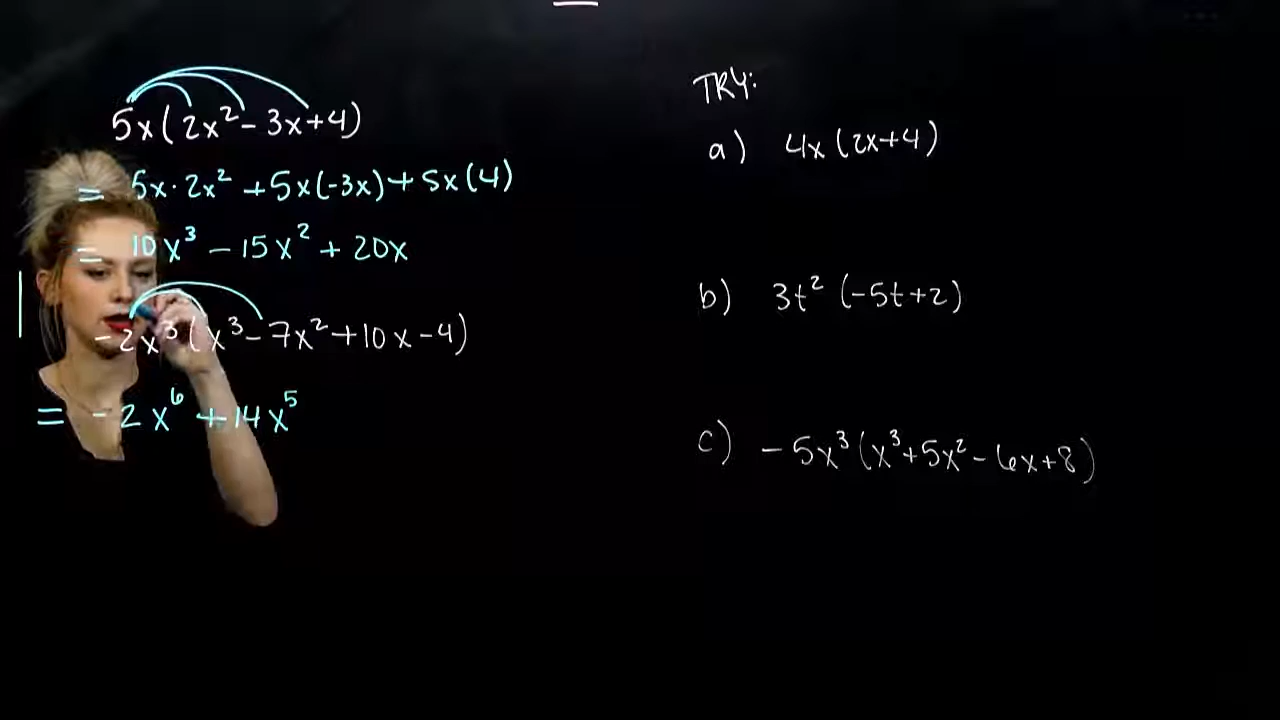 5x(2x²-3x+4)
= 5x·2x²+5x(-3x)+5x(4)
= 10x³-15x²+20x
-2x³(x³-7x²+10x-4)
= -2x⁶+14x⁵
TRY:
a) 4x(2x+4)
b) 3t²(-5t+2)
c) -5x³(x³+5x²-6x+8)